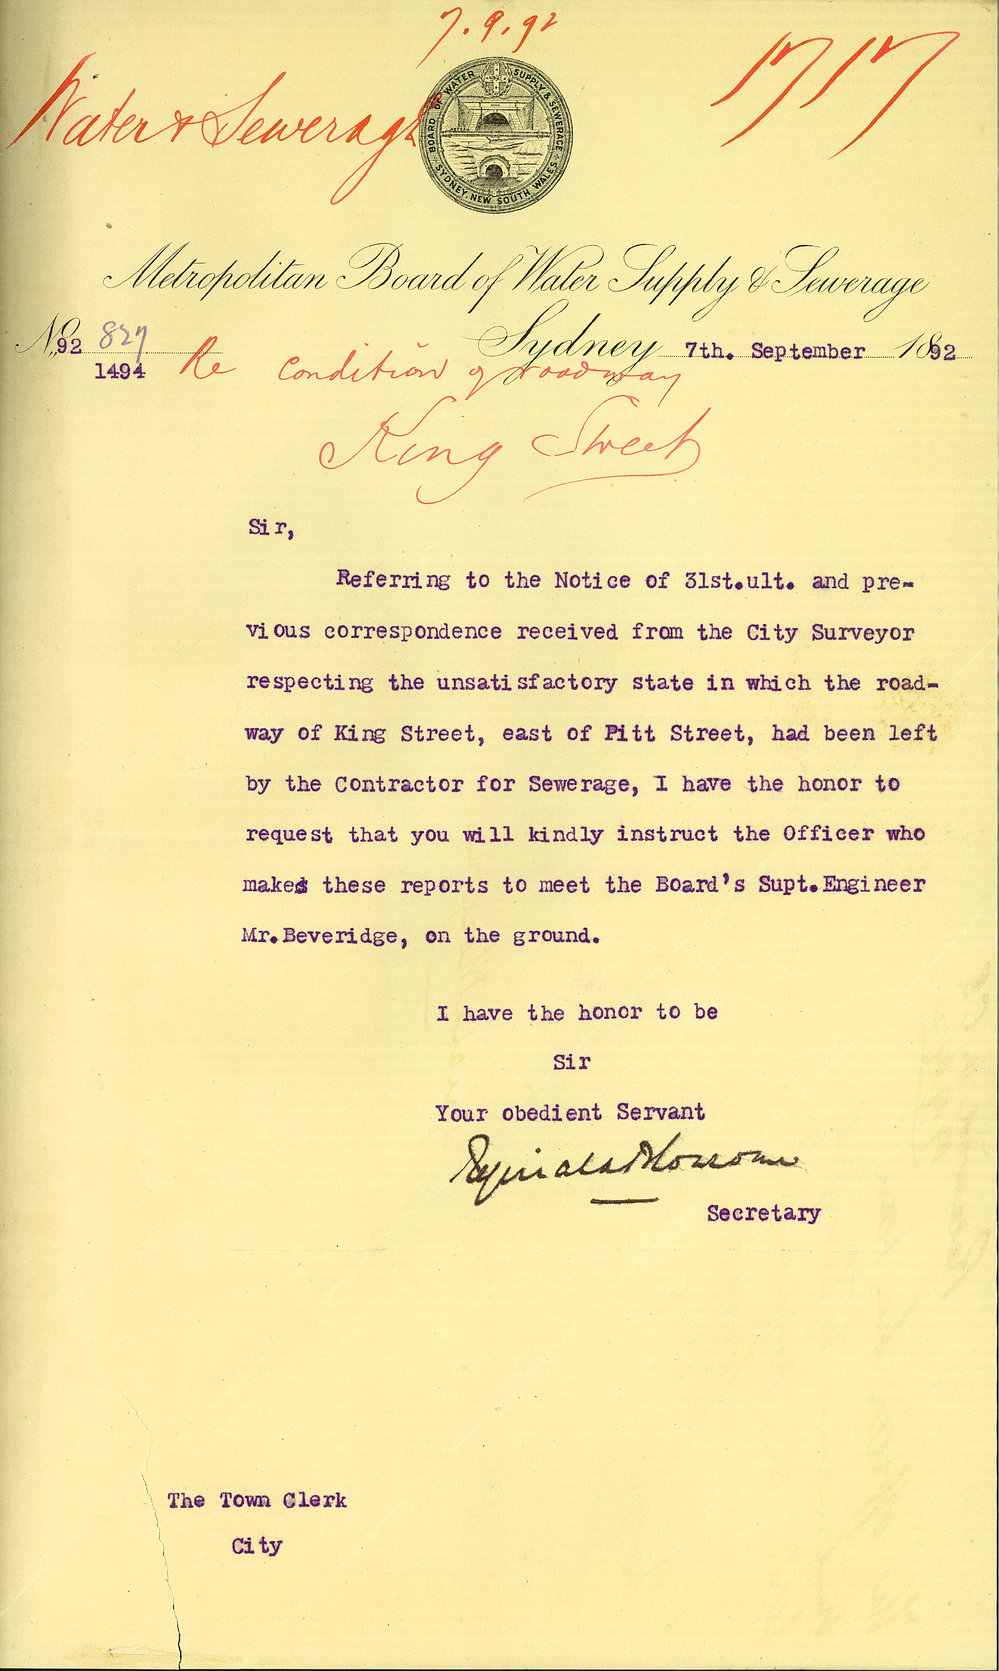 7.9.92
Water & Sewerage
1717
BOARD OF WATER SUPPLY & SEWERAGE
SYDNEY, NEW SOUTH WALES
Metropolitan Board of Water Supply & Sewerage
No. 92 827
1494
Sydney 7th. September 1892
Re condition of roadway
King Street
Sir,
Referring to the Notice of 31st.ult. and pre-
vious correspondence received from the City Surveyor
respecting the unsatisfactory state in which the road-
way of King Street, east of Pitt Street, had been left
by the Contractor for Sewerage, I have the honor to
request that you will kindly instruct the Officer who
makes these reports to meet the Board's Supt.Engineer
Mr.Beveridge, on the ground.
I have the honor to be
Sir
Your obedient Servant
Secretary
The Town Clerk
City